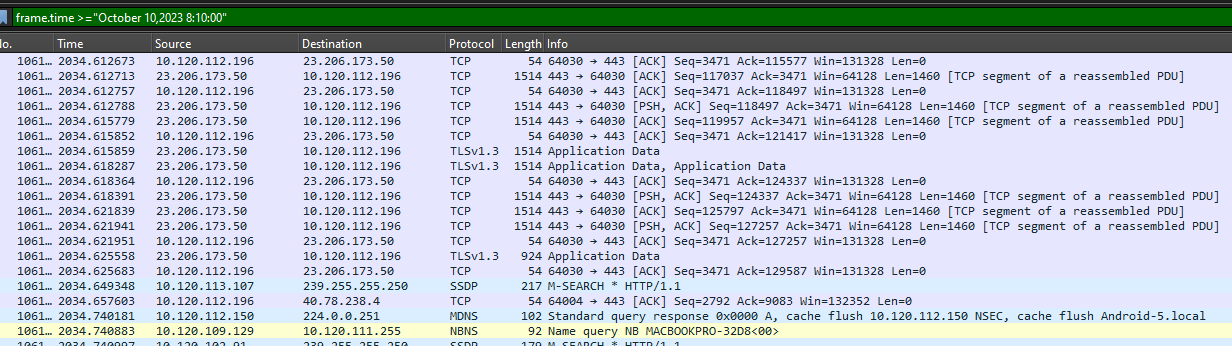 frame.time >="October 10,2023 8:10:00"
No. Time Source Destination Protocol Length Info
1061… 2034.612673 10.120.112.196 23.206.173.50 TCP 54 64030 → 443 [ACK] Seq=3471 Ack=115577 Win=131328 Len=0
1061… 2034.612713 23.206.173.50 10.120.112.196 TCP 1514 443 → 64030 [ACK] Seq=117037 Ack=3471 Win=64128 Len=1460 [TCP segment of a reassembled PDU]
1061… 2034.612757 10.120.112.196 23.206.173.50 TCP 54 64030 → 443 [ACK] Seq=3471 Ack=118497 Win=131328 Len=0
1061… 2034.612788 23.206.173.50 10.120.112.196 TCP 1514 443 → 64030 [PSH, ACK] Seq=118497 Ack=3471 Win=64128 Len=1460 [TCP segment of a reassembled PDU]
1061… 2034.615779 23.206.173.50 10.120.112.196 TCP 1514 443 → 64030 [ACK] Seq=119957 Ack=3471 Win=64128 Len=1460 [TCP segment of a reassembled PDU]
1061… 2034.615852 10.120.112.196 23.206.173.50 TCP 54 64030 → 443 [ACK] Seq=3471 Ack=121417 Win=131328 Len=0
1061… 2034.615859 23.206.173.50 10.120.112.196 TLSv1.3 1514 Application Data
1061… 2034.618287 23.206.173.50 10.120.112.196 TLSv1.3 1514 Application Data, Application Data
1061… 2034.618364 10.120.112.196 23.206.173.50 TCP 54 64030 → 443 [ACK] Seq=3471 Ack=124337 Win=131328 Len=0
1061… 2034.618391 23.206.173.50 10.120.112.196 TCP 1514 443 → 64030 [PSH, ACK] Seq=124337 Ack=3471 Win=64128 Len=1460 [TCP segment of a reassembled PDU]
1061… 2034.621839 23.206.173.50 10.120.112.196 TCP 1514 443 → 64030 [ACK] Seq=125797 Ack=3471 Win=64128 Len=1460 [TCP segment of a reassembled PDU]
1061… 2034.621941 23.206.173.50 10.120.112.196 TCP 1514 443 → 64030 [PSH, ACK] Seq=127257 Ack=3471 Win=64128 Len=1460 [TCP segment of a reassembled PDU]
1061… 2034.621951 10.120.112.196 23.206.173.50 TCP 54 64030 → 443 [ACK] Seq=3471 Ack=127257 Win=131328 Len=0
1061… 2034.625558 23.206.173.50 10.120.112.196 TLSv1.3 924 Application Data
1061… 2034.625683 10.120.112.196 23.206.173.50 TCP 54 64030 → 443 [ACK] Seq=3471 Ack=129587 Win=131328 Len=0
1061… 2034.649348 10.120.113.107 239.255.255.250 SSDP 217 M-SEARCH * HTTP/1.1
1061… 2034.657603 10.120.112.196 40.78.238.4 TCP 54 64004 → 443 [ACK] Seq=2792 Ack=9083 Win=132352 Len=0
1061… 2034.740181 10.120.112.150 224.0.0.251 MDNS 102 Standard query response 0x0000 A, cache flush 10.120.112.150 NSEC, cache flush Android-5.local
1061… 2034.740883 10.120.109.129 10.120.111.255 NBNS 92 Name query NB MACBOOKPRO-32D8<00>
1061… 2034.740997 10.120.102.91 239.255.255.250 SSDP 179 M-SEARCH * HTTP/1.1